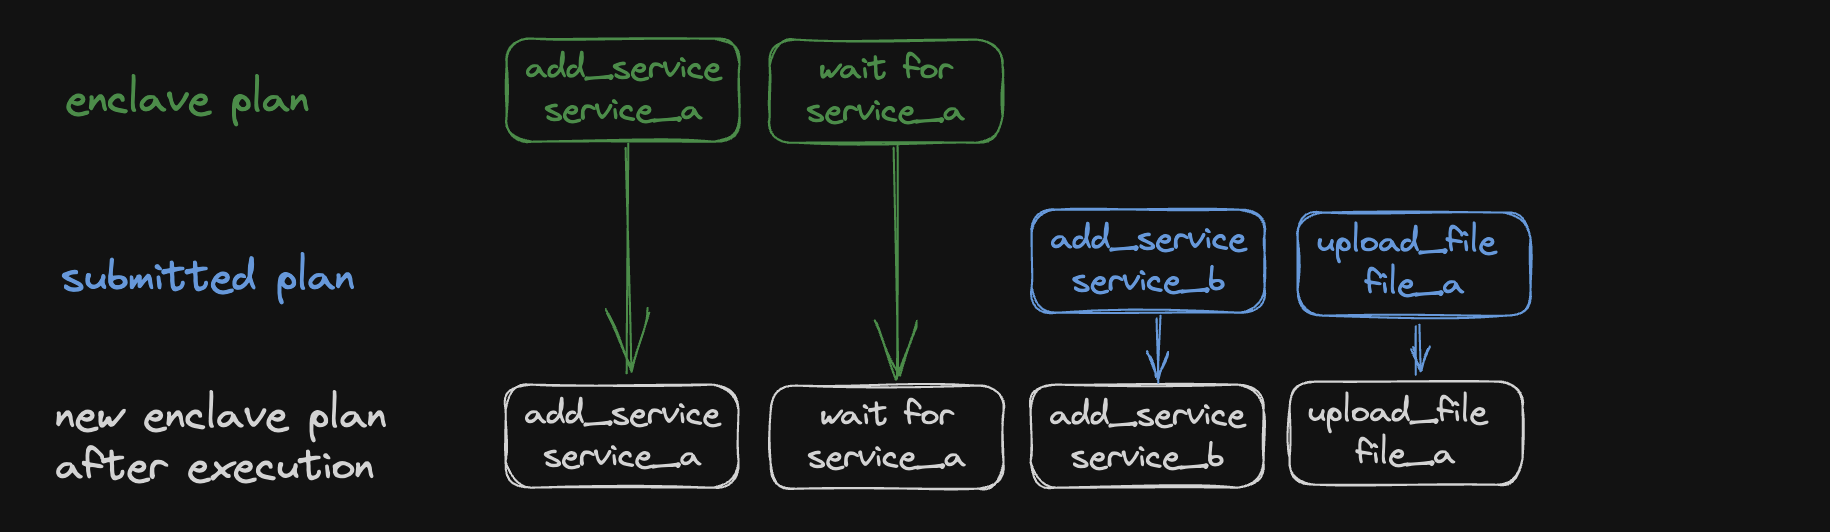 enclave plan
add_service
service_a
wait for
service_a
submitted plan
add_service
service_b
upload_file
file_a
new enclave plan
after execution
add_service
service_a
wait for
service_a
add_service
service_b
upload_file
file_a